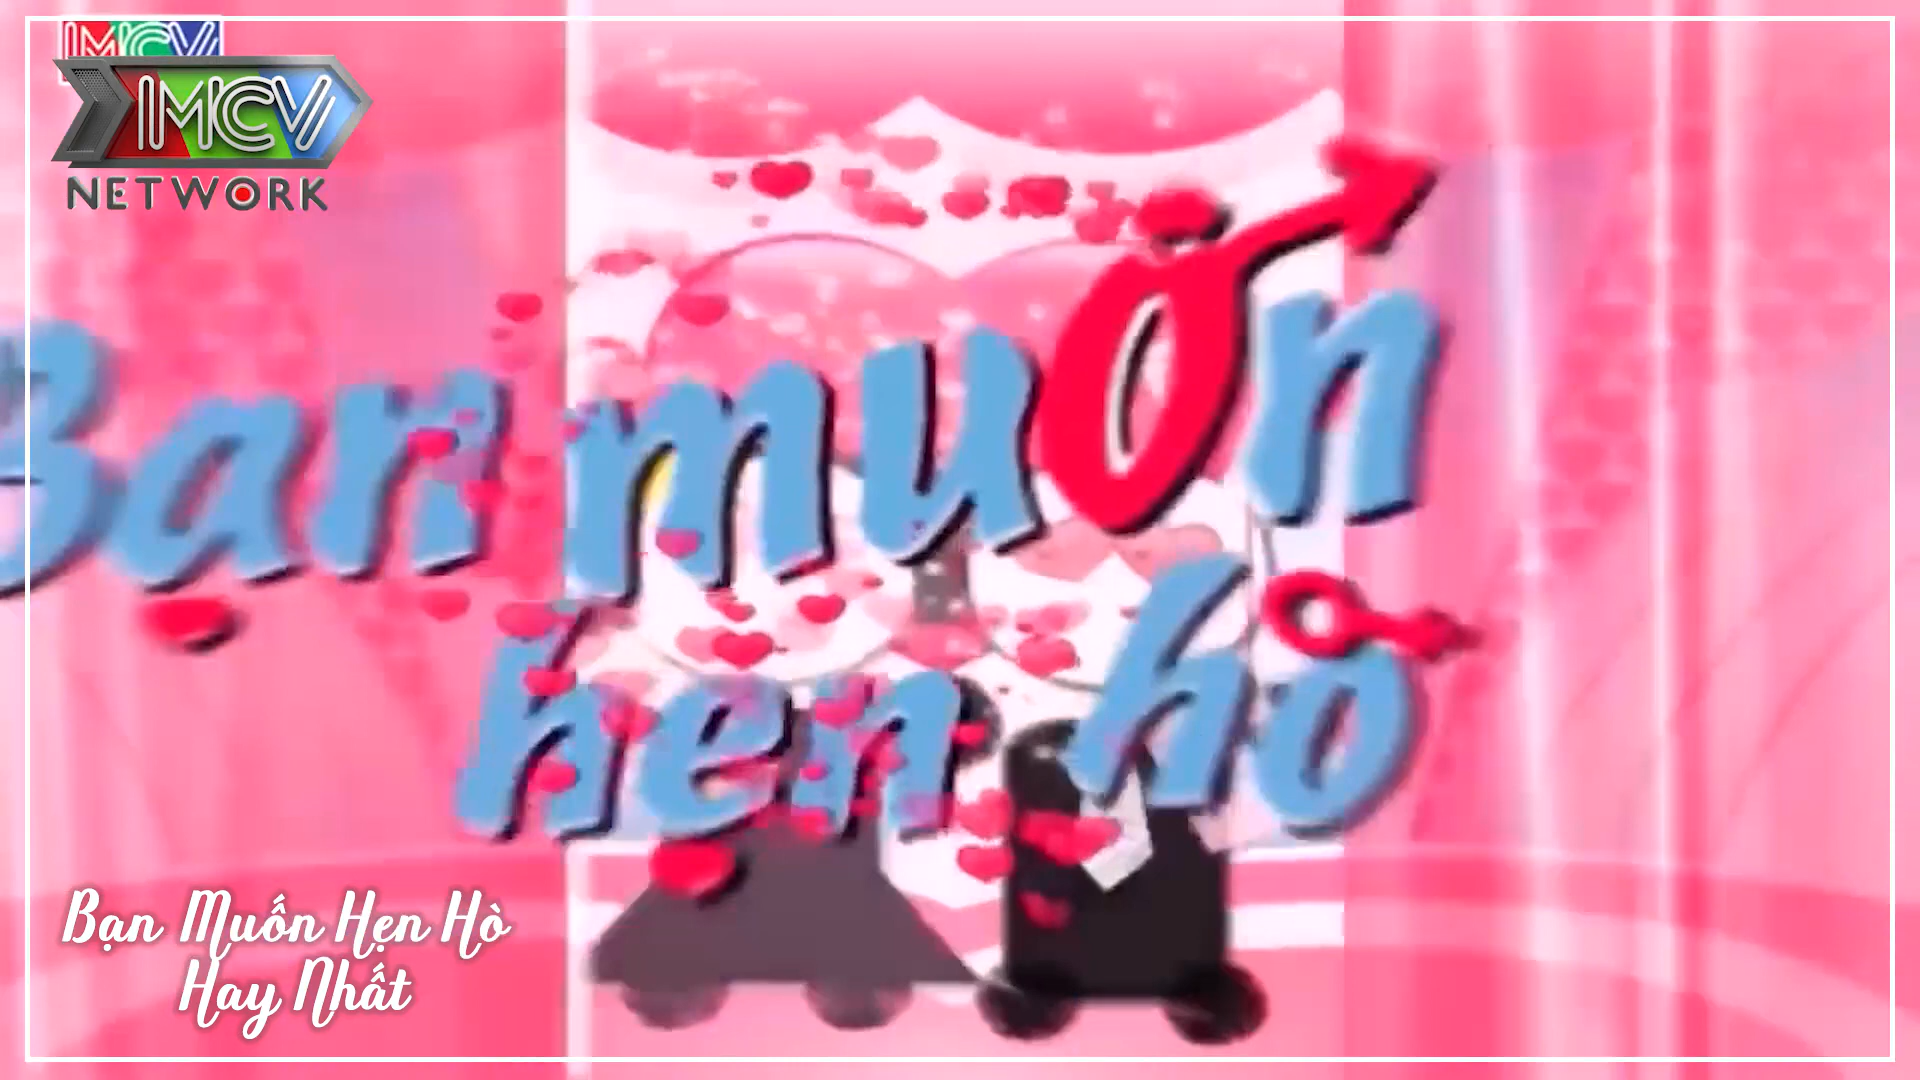 MCV
MCV
NETWORK
Bạn muốn
hẹn hò
Bạn Muốn Hẹn Hò
Hay Nhất